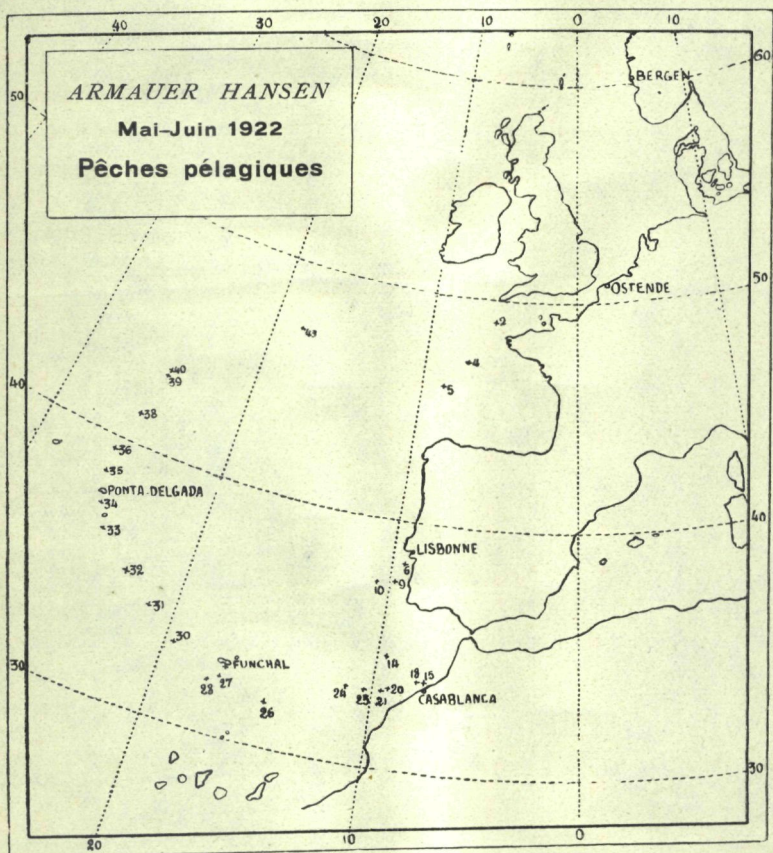 40 30 20 10 0 10
ARMAUER HANSEN
Mai–Juin 1922
Pêches pélagiques
60
BERGEN
50
50
OSTENDE
2
43
4
40
39
5
40
38
36
35
PONTA DELGADA
34
40
33
LISBONNE
6
32
10 9
31
30
14
FUNCHAL
30
28 27
24 23 21 20 18 15
CASABLANCA
26
30
20 10 0